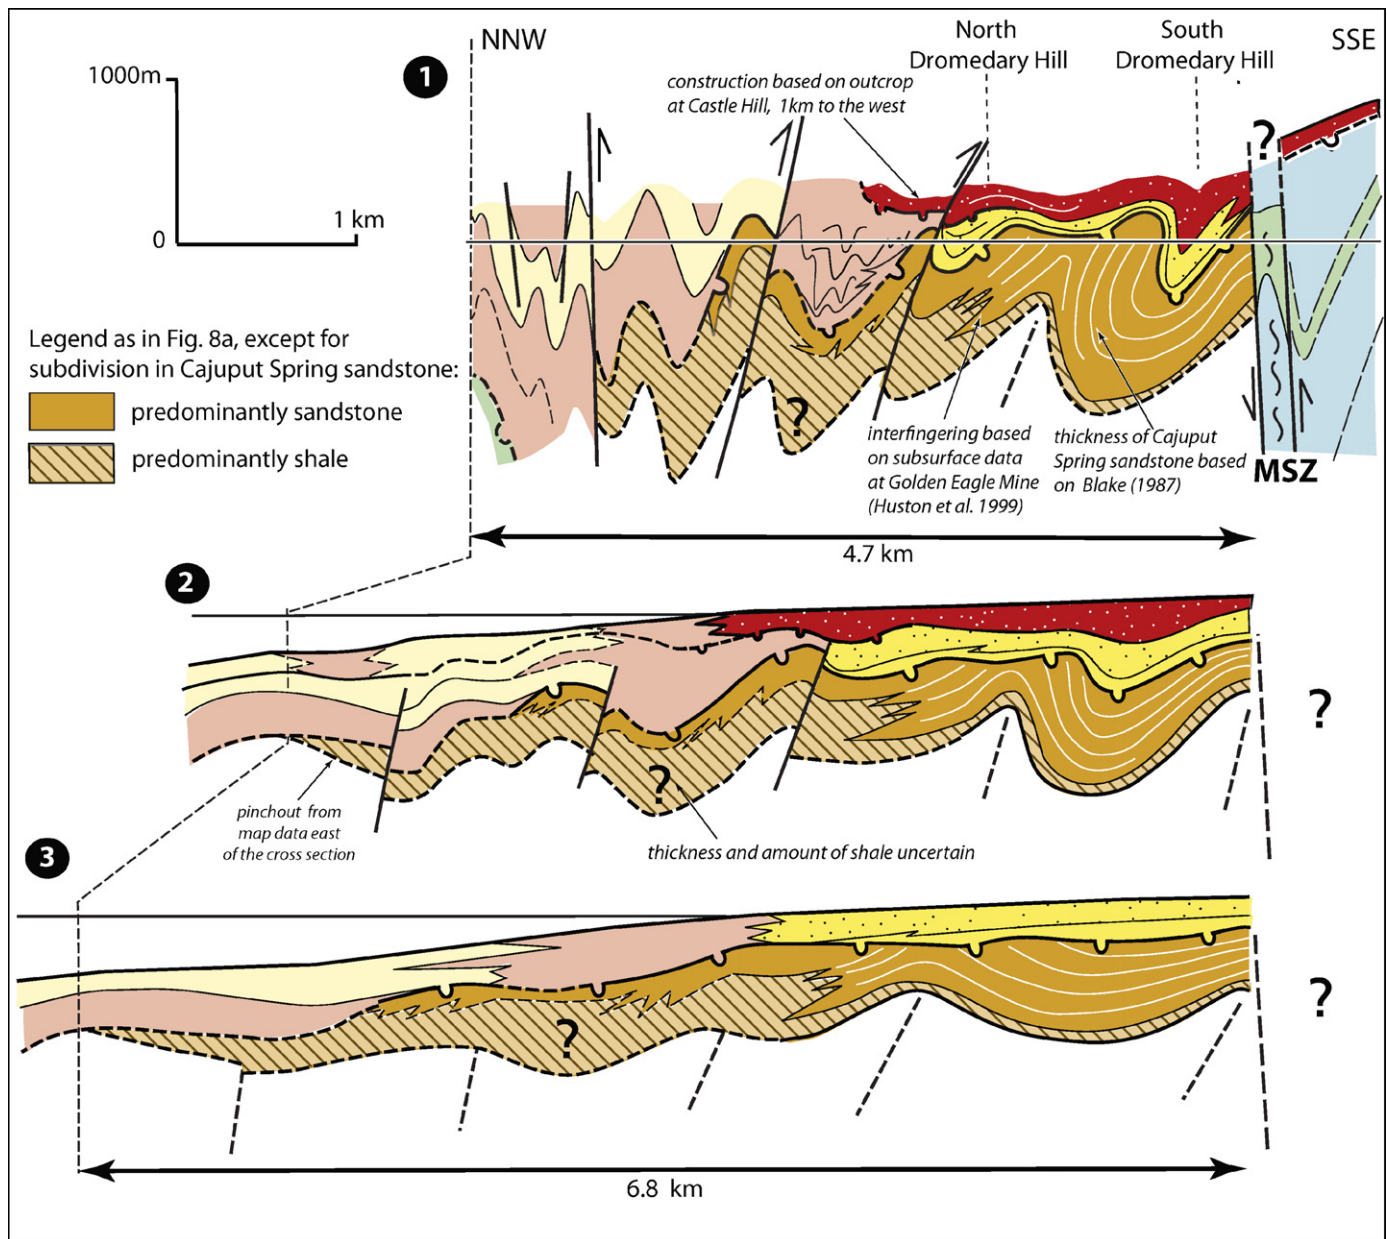 1
NNW
North
Dromedary Hill
South
Dromedary Hill
SSE
1000m
0
1 km
construction based on outcrop
at Castle Hill, 1km to the west
?
?
Legend as in Fig. 8a, except for
subdivision in Cajuput Spring sandstone:
predominantly sandstone
predominantly shale
interfingering based
on subsurface data
at Golden Eagle Mine
(Huston et al. 1999)
thickness of Cajuput
Spring sandstone based
on Blake (1987)
MSZ
4.7 km
2
?
?
pinchout from
map data east
of the cross section
thickness and amount of shale uncertain
3
?
?
6.8 km